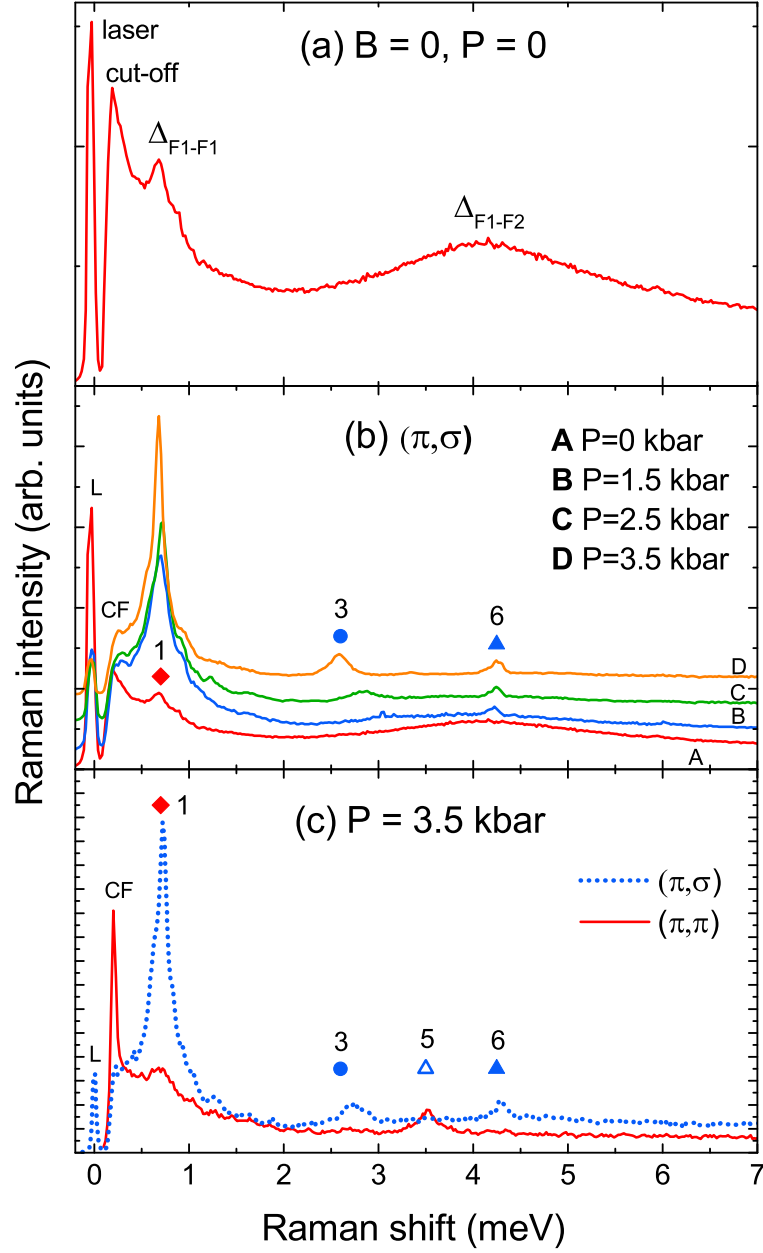 (a) B = 0, P = 0
laser
cut-off
Δ_F1-F1
Δ_F1-F2
Raman intensity (arb. units)
(b) (π,σ)
A P=0 kbar
B P=1.5 kbar
C P=2.5 kbar
D P=3.5 kbar
L
CF
1
3
6
D
C
B
A
(c) P = 3.5 kbar
1
(π,σ)
(π,π)
CF
L
3
5
6
0 1 2 3 4 5 6 7
Raman shift (meV)